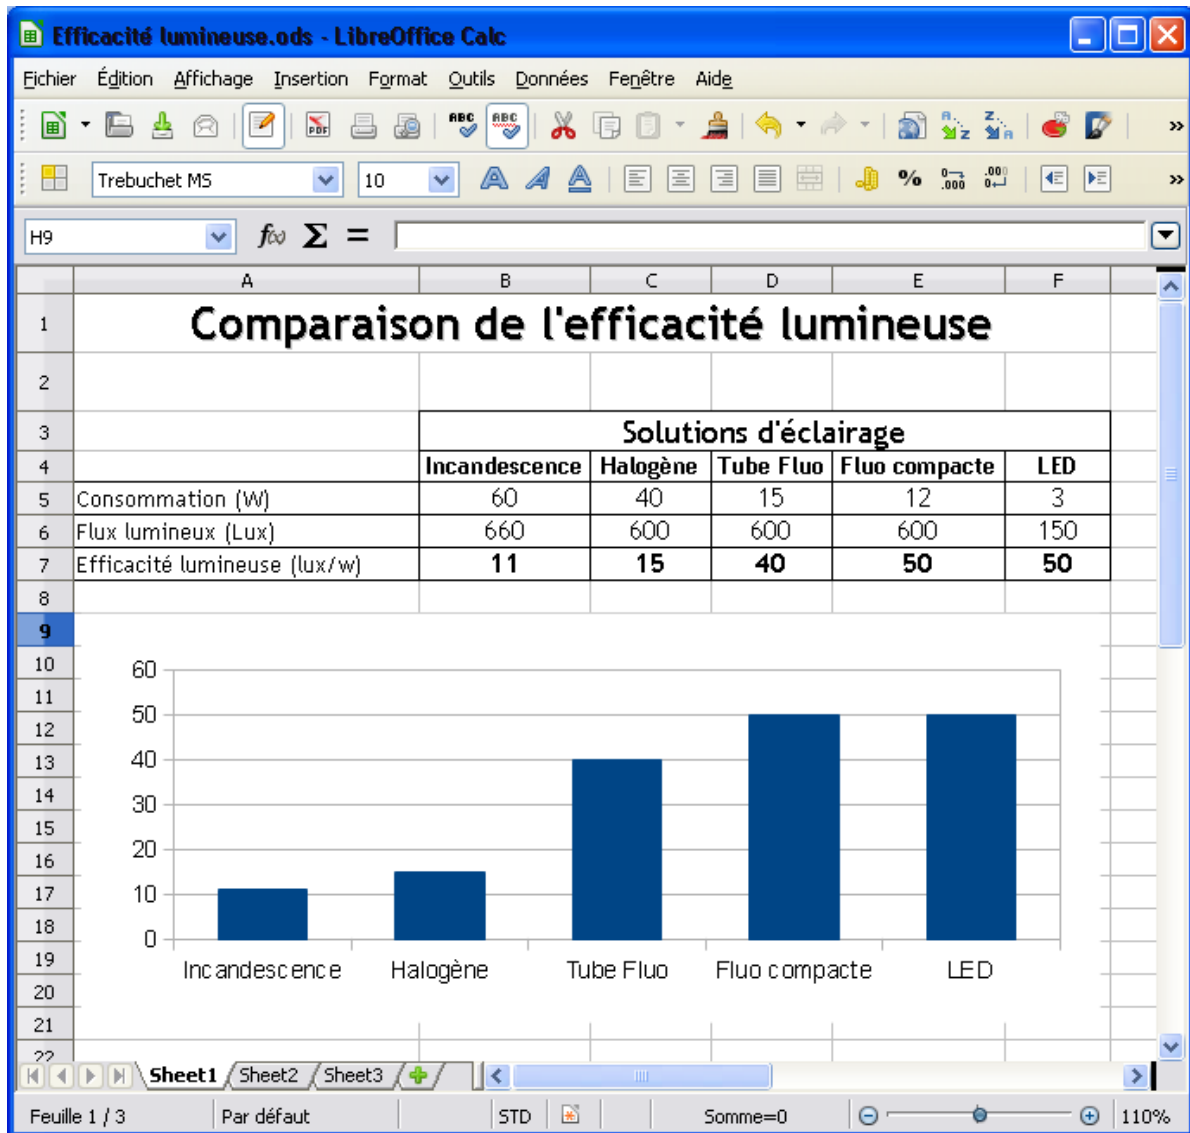 Efficacité lumineuse.ods - LibreOffice Calc
Fichier Édition Affichage Insertion Format Outils Données Fenêtre Aide
Trebuchet MS 10
H9
A B C D E F
1 Comparaison de l'efficacité lumineuse
2
3 Solutions d'éclairage
4 Incandescence Halogène Tube Fluo Fluo compacte LED
5 Consommation (W) 60 40 15 12 3
6 Flux lumineux (Lux) 660 600 600 600 150
7 Efficacité lumineuse (lux/w) 11 15 40 50 50
8
9
10
11
12
13
14
15
16
17
18
19
20
21
22
60
50
40
30
20
10
0
Incandescence Halogène Tube Fluo Fluo compacte LED
Sheet1 Sheet2 Sheet3
Feuille 1 / 3 Par défaut STD Somme=0 110%